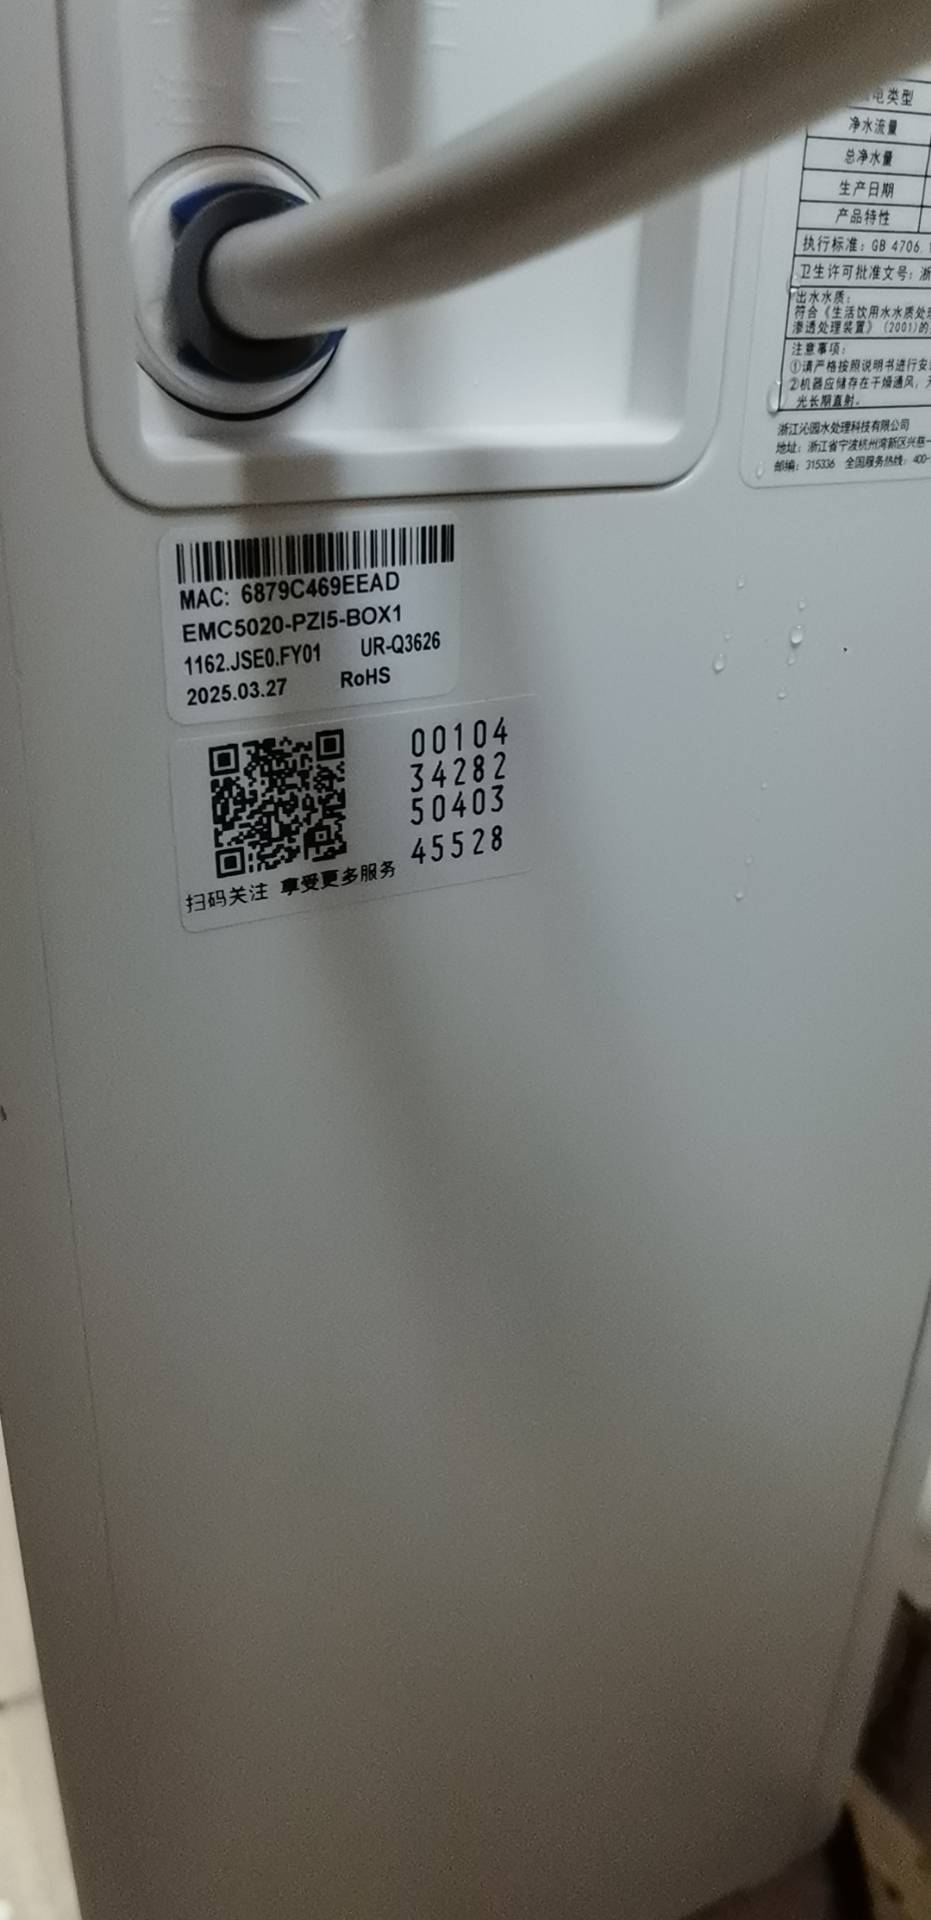 电类型
净水流量
总净水量
生产日期
产品特性
执行标准：GB 4706.
卫生许可批准文号：浙
出水水质：
符合《生活饮用水水质处理
渗透处理装置》（2001）的
注意事项：
①请严格按照说明书进行安
②机器应储存在干燥通风，
光长期直射。
浙江沁园水处理科技有限公司
地址：浙江省宁波杭州湾新区兴慈一
邮编：315336 全国服务热线：400-
MAC: 6879C469EEAD
EMC5020-PZI5-BOX1
1162.JSE0.FY01 UR-Q3626
2025.03.27 RoHS
00104
34282
50403
45528
扫码关注 享受更多服务